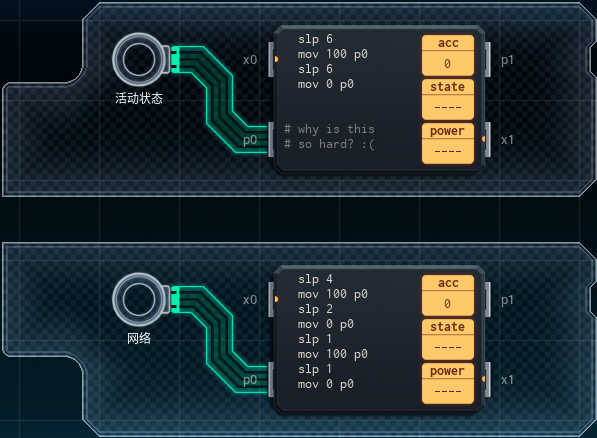 slp 6
mov 100 p0
slp 6
mov 0 p0
# why is this
# so hard? :(
acc
0
state
----
power
----
x0
p0
p1
x1
活动状态
slp 4
mov 100 p0
slp 2
mov 0 p0
slp 1
mov 100 p0
slp 1
mov 0 p0
acc
0
state
----
power
----
x0
p0
p1
x1
网络